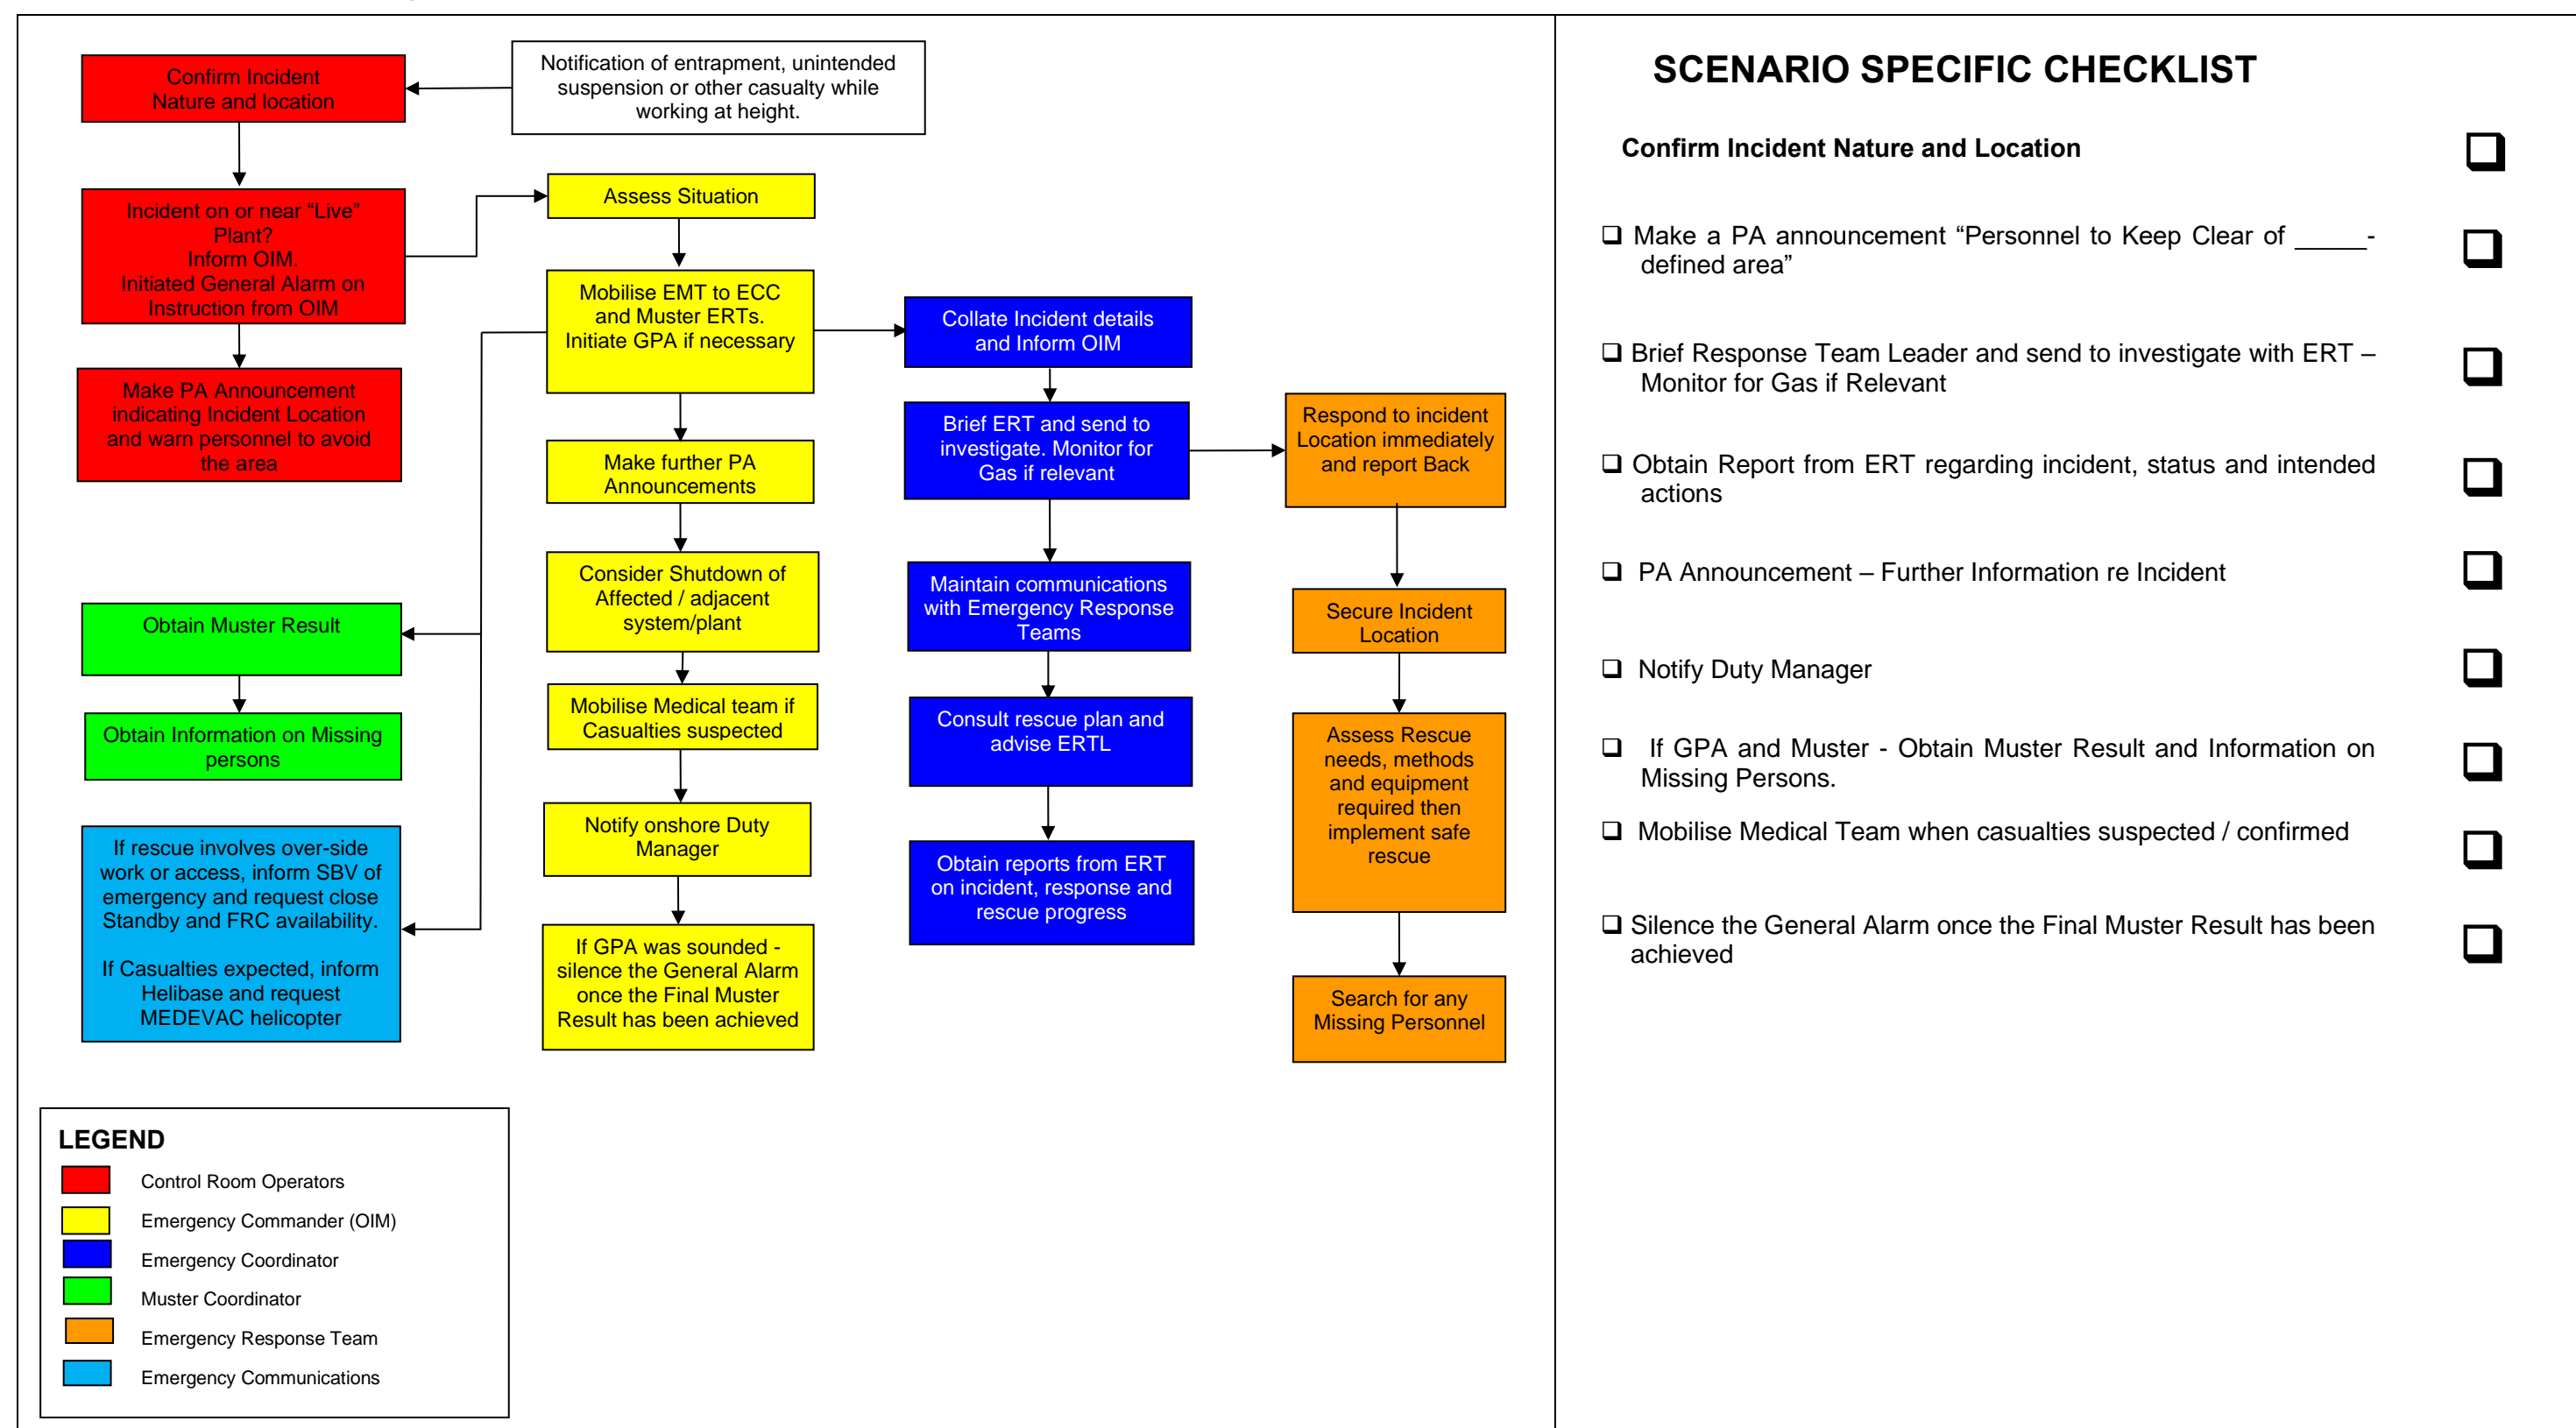 Notification of entrapment, unintended
suspension or other casualty while
working at height.
Confirm Incident
Nature and location
Incident on or near “Live”
Plant?
Inform OIM.
Initiated General Alarm on
Instruction from OIM
Make PA Announcement
indicating Incident Location
and warn personnel to avoid
the area
Obtain Muster Result
Obtain Information on Missing
persons
If rescue involves over-side
work or access, inform SBV of
emergency and request close
Standby and FRC availability.
If Casualties expected, inform
Helibase and request
MEDEVAC helicopter
Assess Situation
Mobilise EMT to ECC
and Muster ERTs.
Initiate GPA if necessary
Make further PA
Announcements
Consider Shutdown of
Affected / adjacent
system/plant
Mobilise Medical team if
Casualties suspected
Notify onshore Duty
Manager
If GPA was sounded -
silence the General Alarm
once the Final Muster
Result has been achieved
Collate Incident details
and Inform OIM
Brief ERT and send to
investigate. Monitor for
Gas if relevant
Maintain communications
with Emergency Response
Teams
Consult rescue plan and
advise ERTL
Obtain reports from ERT
on incident, response and
rescue progress
Respond to incident
Location immediately
and report Back
Secure Incident
Location
Assess Rescue
needs, methods
and equipment
required then
implement safe
rescue
Search for any
Missing Personnel
LEGEND
Control Room Operators
Emergency Commander (OIM)
Emergency Coordinator
Muster Coordinator
Emergency Response Team
Emergency Communications
SCENARIO SPECIFIC CHECKLIST
Confirm Incident Nature and Location
❑ Make a PA announcement “Personnel to Keep Clear of _____-
defined area”
❑ Brief Response Team Leader and send to investigate with ERT –
Monitor for Gas if Relevant
❑ Obtain Report from ERT regarding incident, status and intended
actions
❑ PA Announcement – Further Information re Incident
❑ Notify Duty Manager
❑ If GPA and Muster - Obtain Muster Result and Information on
Missing Persons.
❑ Mobilise Medical Team when casualties suspected / confirmed
❑ Silence the General Alarm once the Final Muster Result has been
achieved